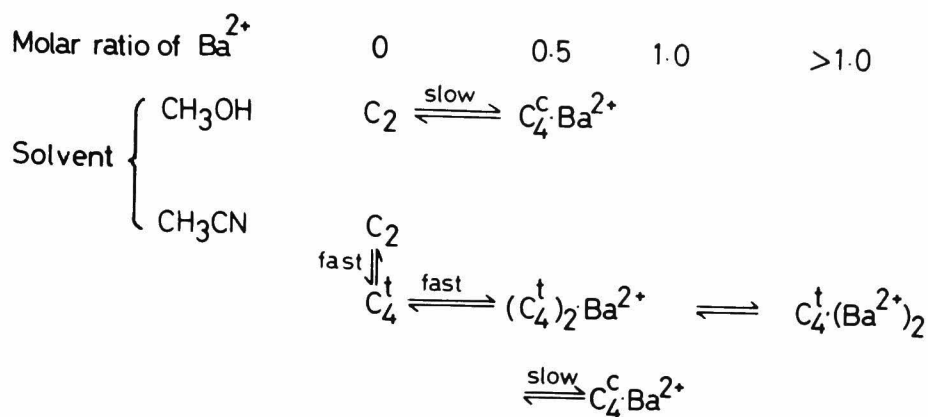 Molar ratio of Ba²⁺ 0 0.5 1.0 >1.0
CH₃OH C₂ slow ⇌ C₄ᶜ·Ba²⁺
Solvent {
CH₃CN
C₂
fast ⇅
C₄ᵗ fast ⇌ (C₄ᵗ)₂·Ba²⁺ ⇌ C₄ᵗ·(Ba²⁺)₂
slow ⇌ C₄ᶜ·Ba²⁺